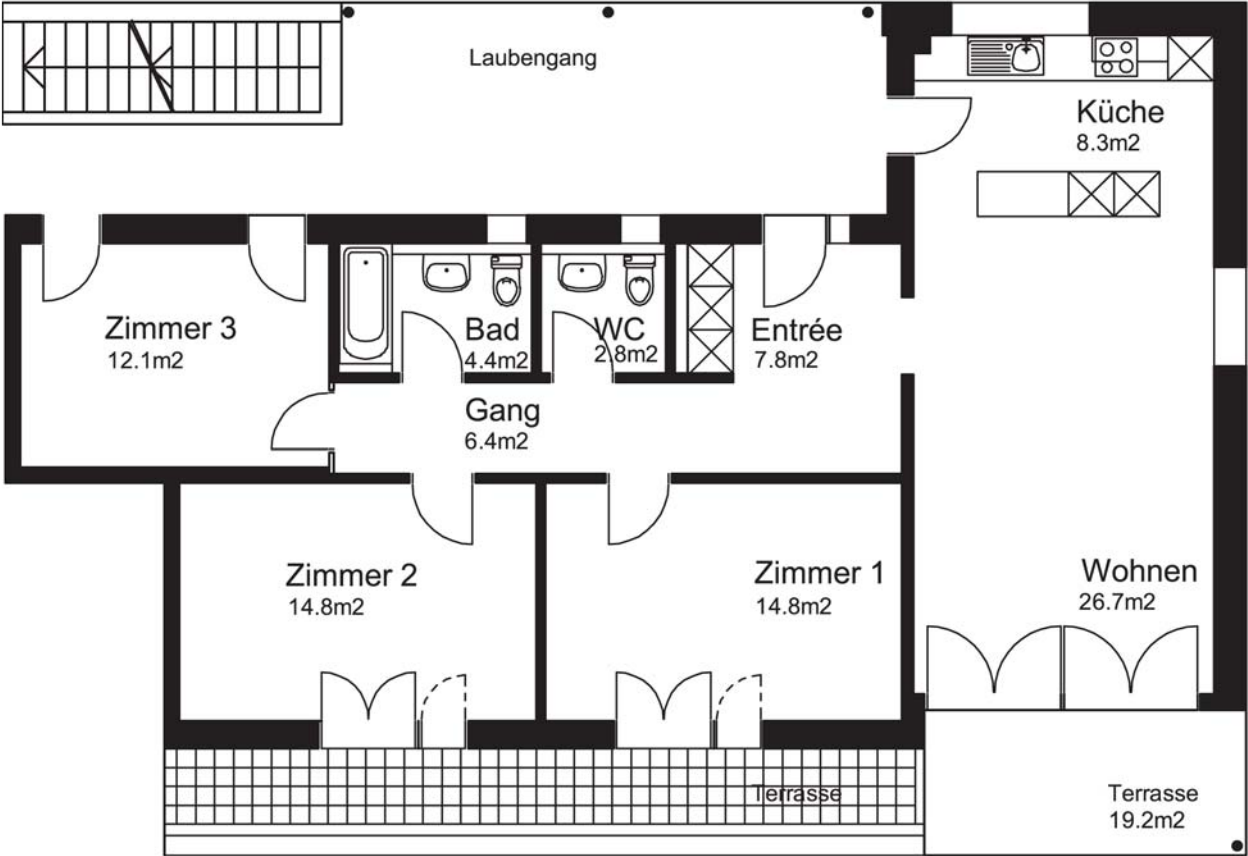 Laubengang
Küche
8.3m2
Zimmer 3
12.1m2
Bad
4.4m2
WC
2.8m2
Entrée
7.8m2
Gang
6.4m2
Zimmer 2
14.8m2
Zimmer 1
14.8m2
Wohnen
26.7m2
Terrasse
Terrasse
19.2m2